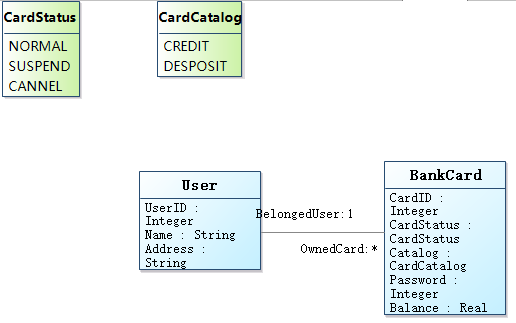 CardStatus
NORMAL
SUSPEND
CANNEL
CardCatalog
CREDIT
DESPOSIT
User
UserID :
Integer
Name : String
Address :
String
BelongedUser:1
OwnedCard:*
BankCard
CardID :
Integer
CardStatus :
CardStatus
Catalog :
CardCatalog
Password :
Integer
Balance : Real